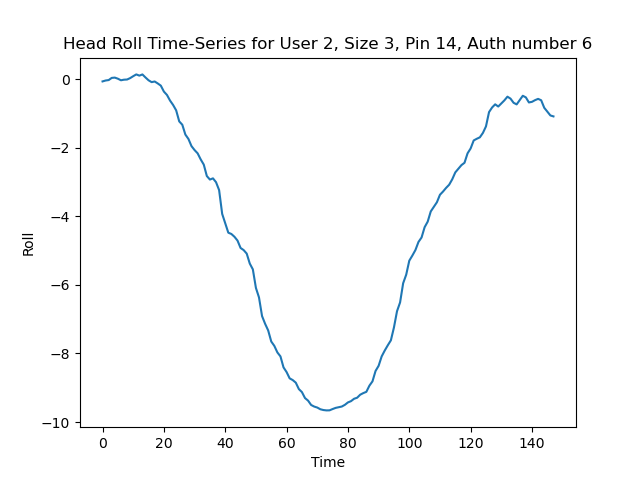 Head Roll Time-Series for User 2, Size 3, Pin 14, Auth number 6
0
−2
−4
−6
−8
−10
Roll
0 20 40 60 80 100 120 140
Time